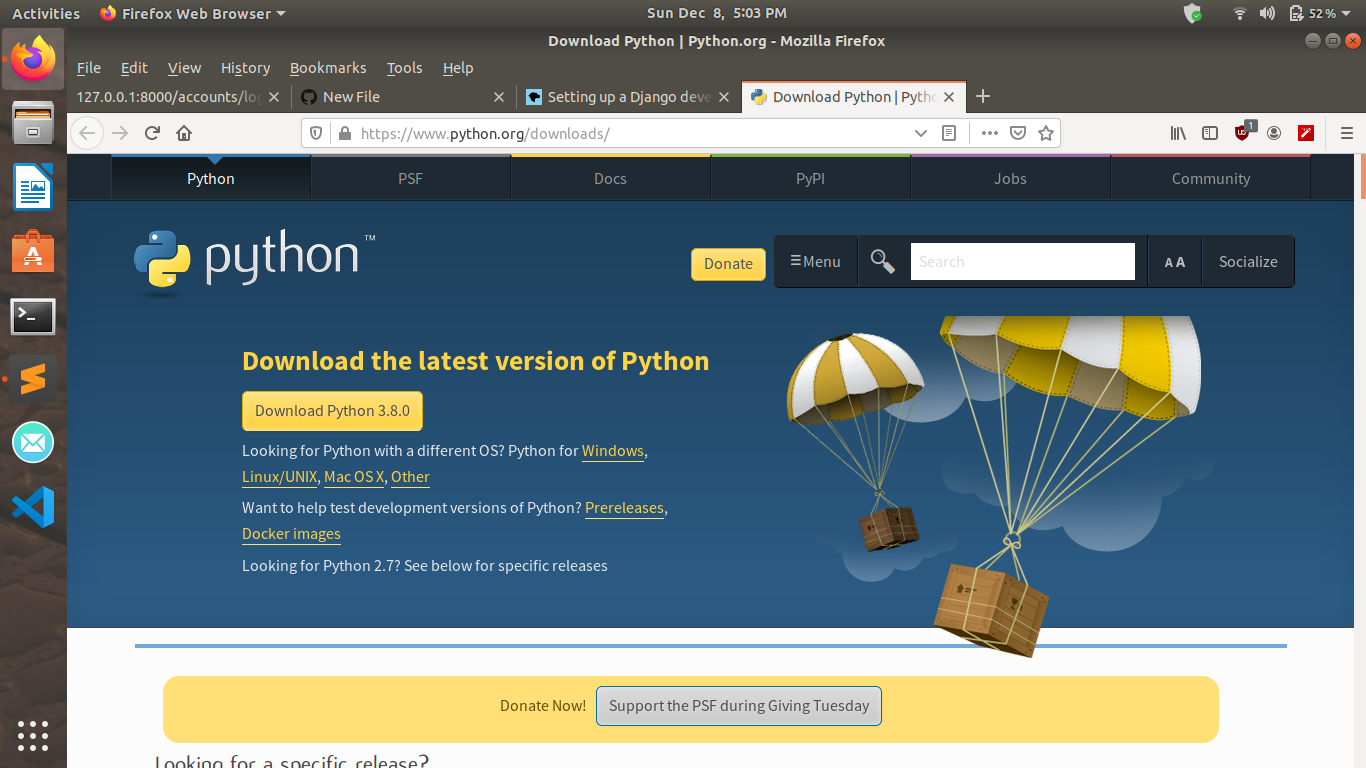 Activities Firefox Web Browser Sun Dec 8, 5:03 PM 52%
Download Python | Python.org - Mozilla Firefox
File Edit View History Bookmarks Tools Help
127.0.0.1:8000/accounts/log New File Setting up a Django deve Download Python | Pytho
https://www.python.org/downloads/ 1
Python PSF Docs PyPI Jobs Community
python™
Donate ≡Menu Search A A Socialize
Download the latest version of Python
Download Python 3.8.0
Looking for Python with a different OS? Python for Windows,
Linux/UNIX, Mac OS X, Other
Want to help test development versions of Python? Prereleases,
Docker images
Looking for Python 2.7? See below for specific releases
Donate Now! Support the PSF during Giving Tuesday
Looking for a specific release?